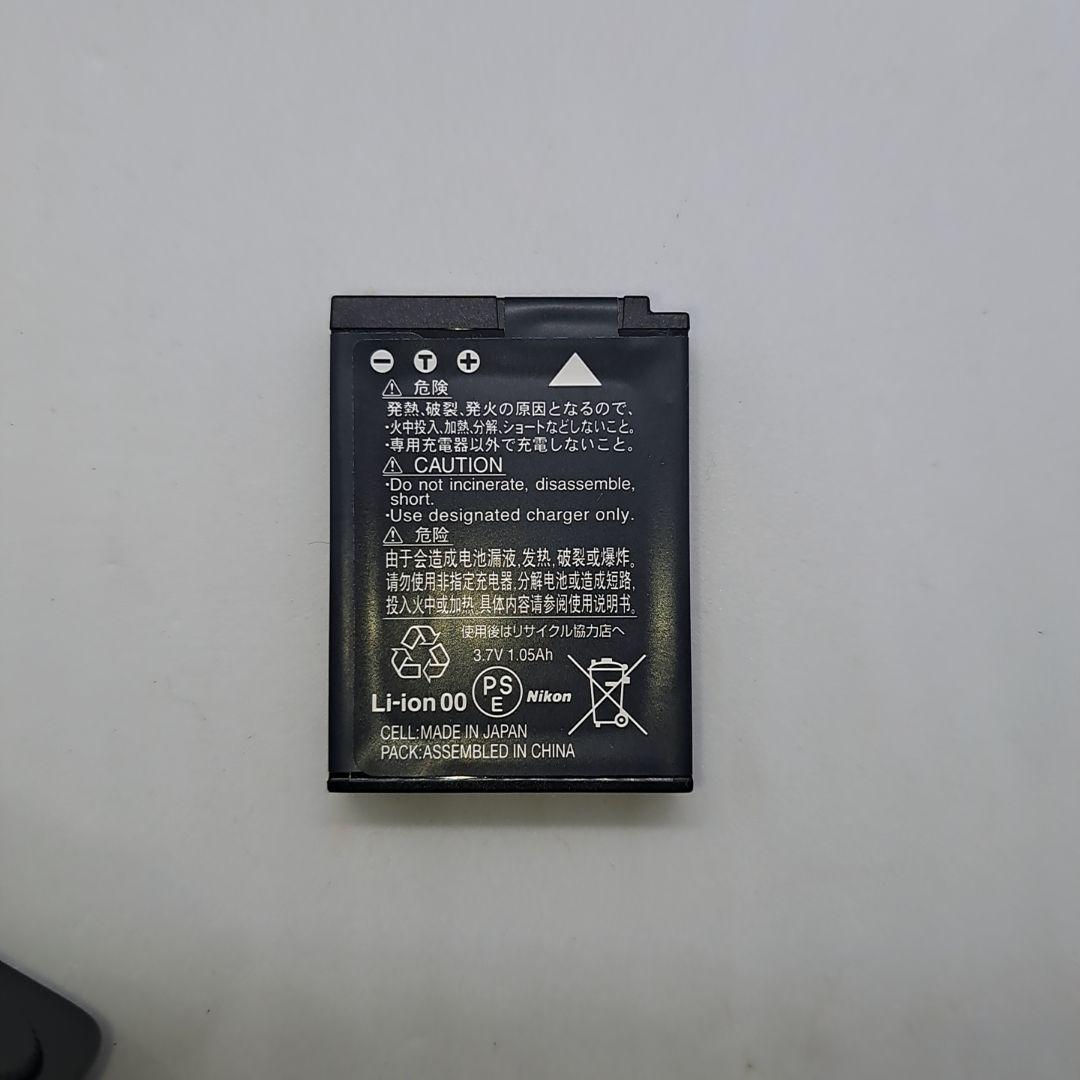 − T +
⚠ 危険
発熱、破裂、発火の原因となるので、
・火中投入、加熱、分解、ショートなどしないこと。
・専用充電器以外で充電しないこと。
⚠ CAUTION
・Do not incinerate, disassemble,
short.
・Use designated charger only.
⚠ 危险
由于会造成电池漏液,发热,破裂或爆炸。
请勿使用非指定充电器,分解电池或造成短路,
投入火中或加热。具体内容请参阅使用说明书。
使用後はリサイクル協力店へ
3.7V 1.05Ah
Li-ion 00 PSE Nikon
CELL:MADE IN JAPAN
PACK:ASSEMBLED IN CHINA